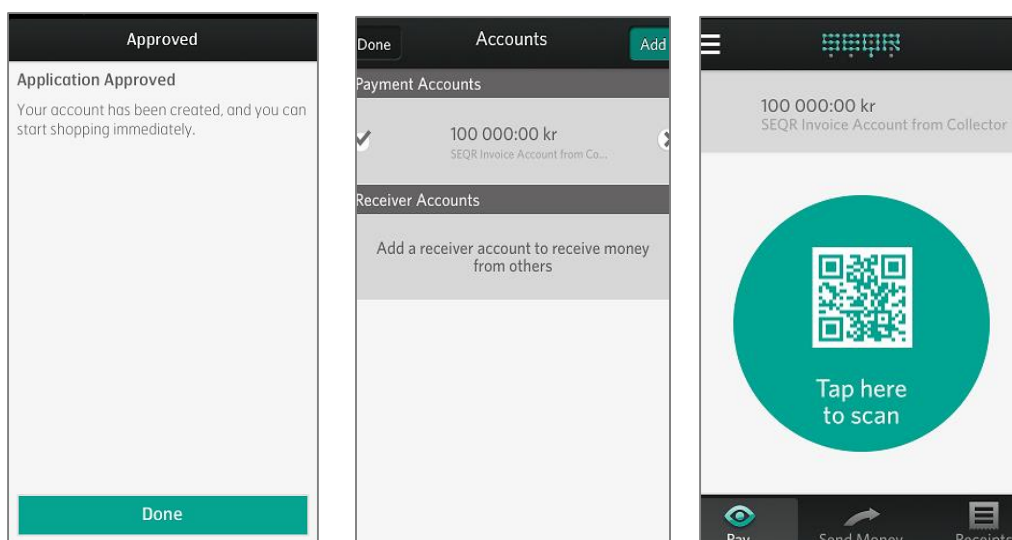 Approved
Application Approved
Your account has been created, and you can
start shopping immediately.
Done
Done
Accounts
Add
Payment Accounts
100 000:00 kr
SEQR Invoice Account from Co...
Receiver Accounts
Add a receiver account to receive money
from others
SEQR
100 000:00 kr
SEQR Invoice Account from Collector
Tap here
to scan
Pay
Send Money
Receipts